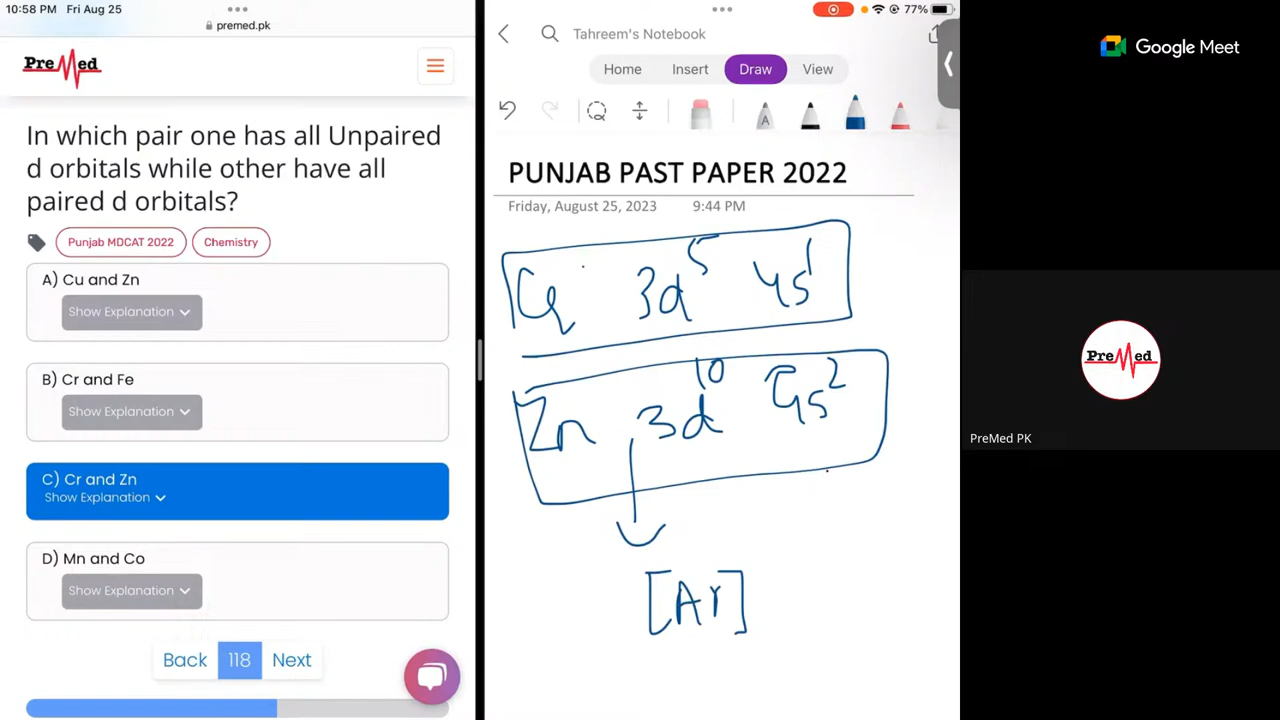 10:58 PM Fri Aug 25
premed.pk
PreMed
In which pair one has all Unpaired
d orbitals while other have all
paired d orbitals?
Punjab MDCAT 2022
Chemistry
A) Cu and Zn
Show Explanation
B) Cr and Fe
Show Explanation
C) Cr and Zn
Show Explanation
D) Mn and Co
Show Explanation
Back 118 Next
77%
Tahreem's Notebook
Home Insert Draw View
A
PUNJAB PAST PAPER 2022
Friday, August 25, 2023 9:44 PM
3d⁵ 4s¹
Zn 3d¹⁰ 4s²
[Ar]
Google Meet
PreMed
PreMed PK